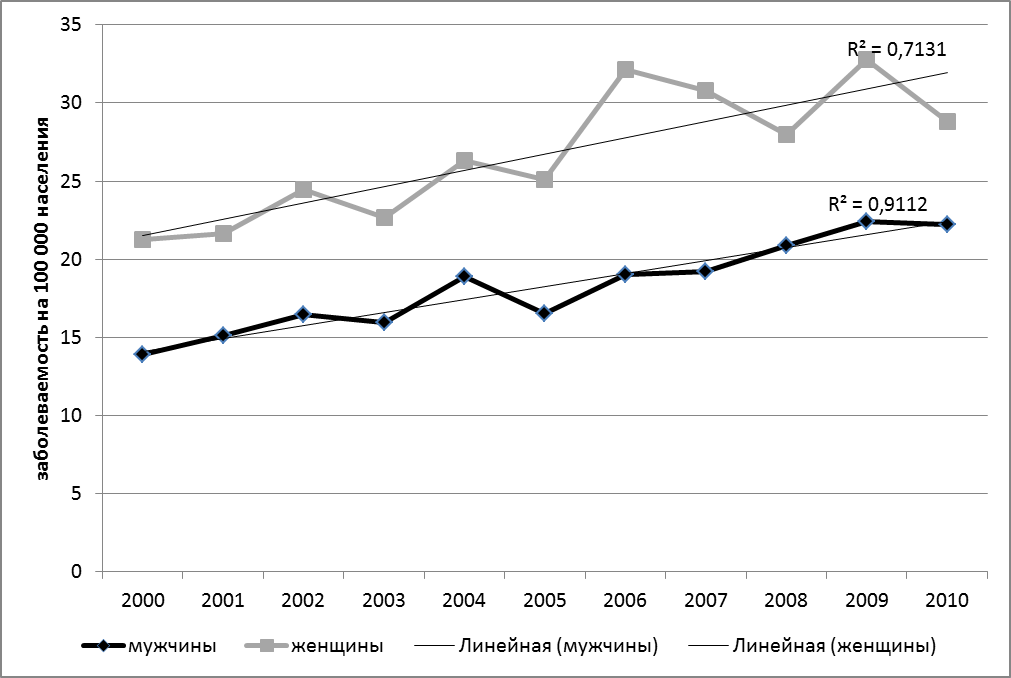 35
30
25
20
15
10
5
0
заболеваемость на 100 000 населения
R² = 0,7131
R² = 0,9112
2000 2001 2002 2003 2004 2005 2006 2007 2008 2009 2010
мужчины женщины Линейная (мужчины) Линейная (женщины)